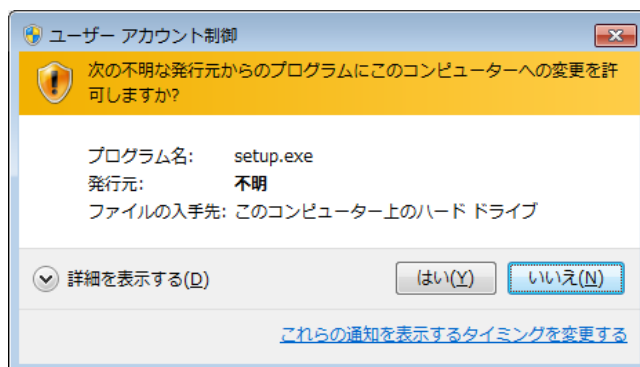 ユーザー アカウント制御
次の不明な発行元からのプログラムにこのコンピューターへの変更を許
可しますか?
プログラム名: setup.exe
発行元: 不明
ファイルの入手先: このコンピューター上のハード ドライブ
詳細を表示する(D) はい(Y) いいえ(N)
これらの通知を表示するタイミングを変更する